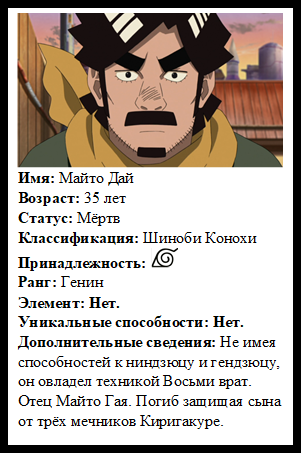 Имя: Майто Дай
Возраст: 35 лет
Статус: Мёртв
Классификация: Шиноби Конохи
Принадлежность:
Ранг: Генин
Элемент: Нет.
Уникальные способности: Нет.
Дополнительные сведения: Не имея
способностей к ниндзюцу и гендзюцу,
он овладел техникой Восьми врат.
Отец Майто Гая. Погиб защищая сына
от трёх мечников Киригакуре.